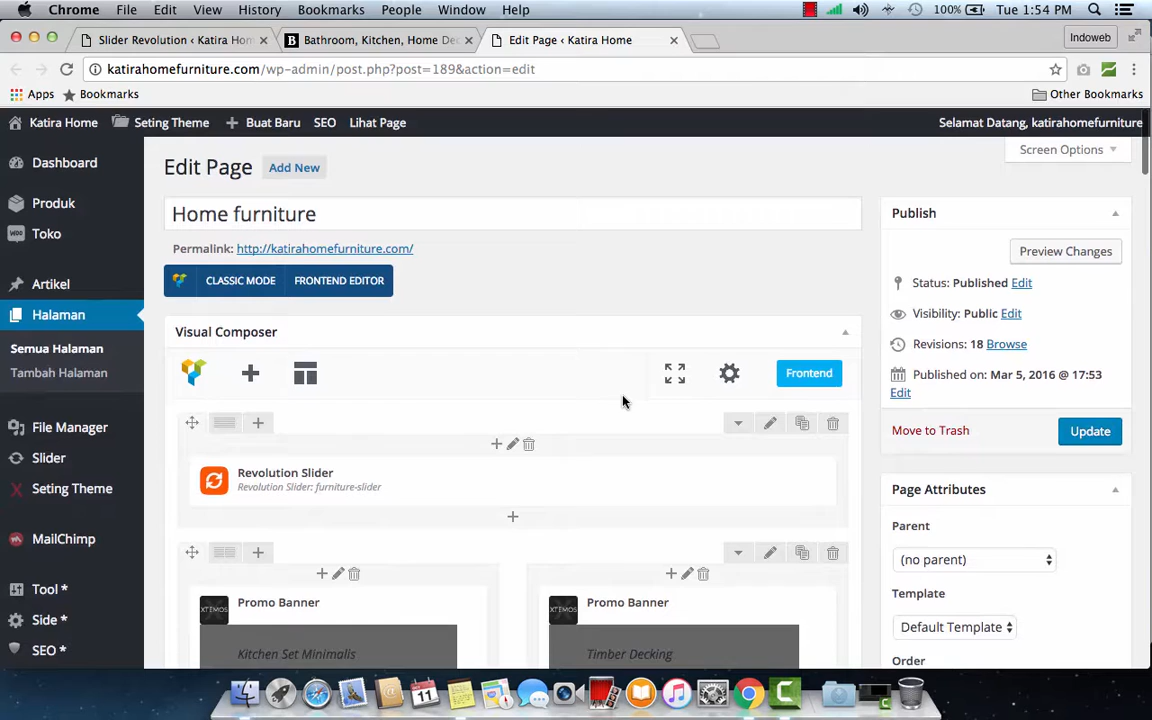 Chrome File Edit View History Bookmarks People Window Help 100% Tue 1:54 PM
Slider Revolution ‹ Katira Hom × Bathroom, Kitchen, Home Dec × Edit Page ‹ Katira Home × Indoweb
katirahomefurniture.com/wp-admin/post.php?post=189&action=edit
Apps Bookmarks Other Bookmarks
Katira Home Seting Theme Buat Baru SEO Lihat Page Selamat Datang, katirahomefurniture
Screen Options
Dashboard
Produk
Toko
Artikel
Halaman
Semua Halaman
Tambah Halaman
File Manager
Slider
Seting Theme
MailChimp
Tool *
Side *
SEO *
Edit Page Add New
Home furniture
Permalink: http://katirahomefurniture.com/
CLASSIC MODE FRONTEND EDITOR
Visual Composer
Frontend
Revolution Slider
Revolution Slider: furniture-slider
XTEMOS Promo Banner
Kitchen Set Minimalis
XTEMOS Promo Banner
Timber Decking
Publish
Preview Changes
Status: Published Edit
Visibility: Public Edit
Revisions: 18 Browse
Published on: Mar 5, 2016 @ 17:53
Edit
Move to Trash Update
Page Attributes
Parent
(no parent)
Template
Default Template
Order
11